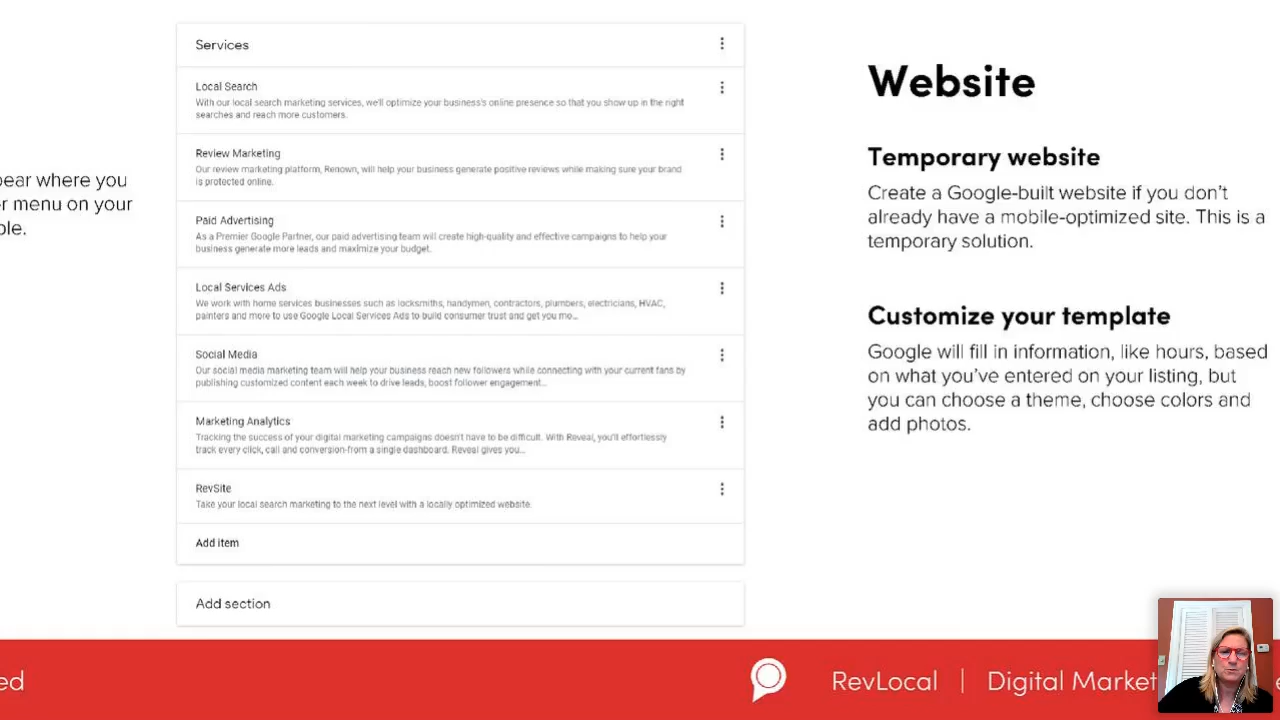 pear where you
r menu on your
ole.
Services
Local Search
With our local search marketing services, we'll optimize your business's online presence so that you show up in the right
searches and reach more customers.
Review Marketing
Our review marketing platform, Renown, will help your business generate positive reviews while making sure your brand
is protected online.
Paid Advertising
As a Premier Google Partner, our paid advertising team will create high-quality and effective campaigns to help your
business generate more leads and maximize your budget.
Local Services Ads
We work with home services businesses such as locksmiths, handymen, contractors, plumbers, electricians, HVAC,
painters and more to use Google Local Services Ads to build consumer trust and get you mo...
Social Media
Our social media marketing team will help your business reach new followers while connecting with your current fans by
publishing customized content each week to drive leads, boost follower engagement...
Marketing Analytics
Tracking the success of your digital marketing campaigns doesn't have to be difficult. With Reveal, you'll effortlessly
track every click, call and conversion-from a single dashboard. Reveal gives you...
RevSite
Take your local search marketing to the next level with a locally optimized website.
Add item
Add section
Website
Temporary website
Create a Google-built website if you don't
already have a mobile-optimized site. This is a
temporary solution.
Customize your template
Google will fill in information, like hours, based
on what you've entered on your listing, but
you can choose a theme, choose colors and
add photos.
ed
RevLocal | Digital Market